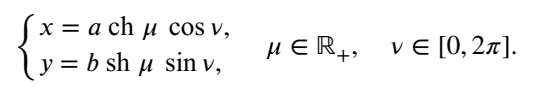 { x = a ch μ cos ν,
y = b sh μ sin ν,
μ ∈ ℝ₊, ν ∈ [0, 2π].